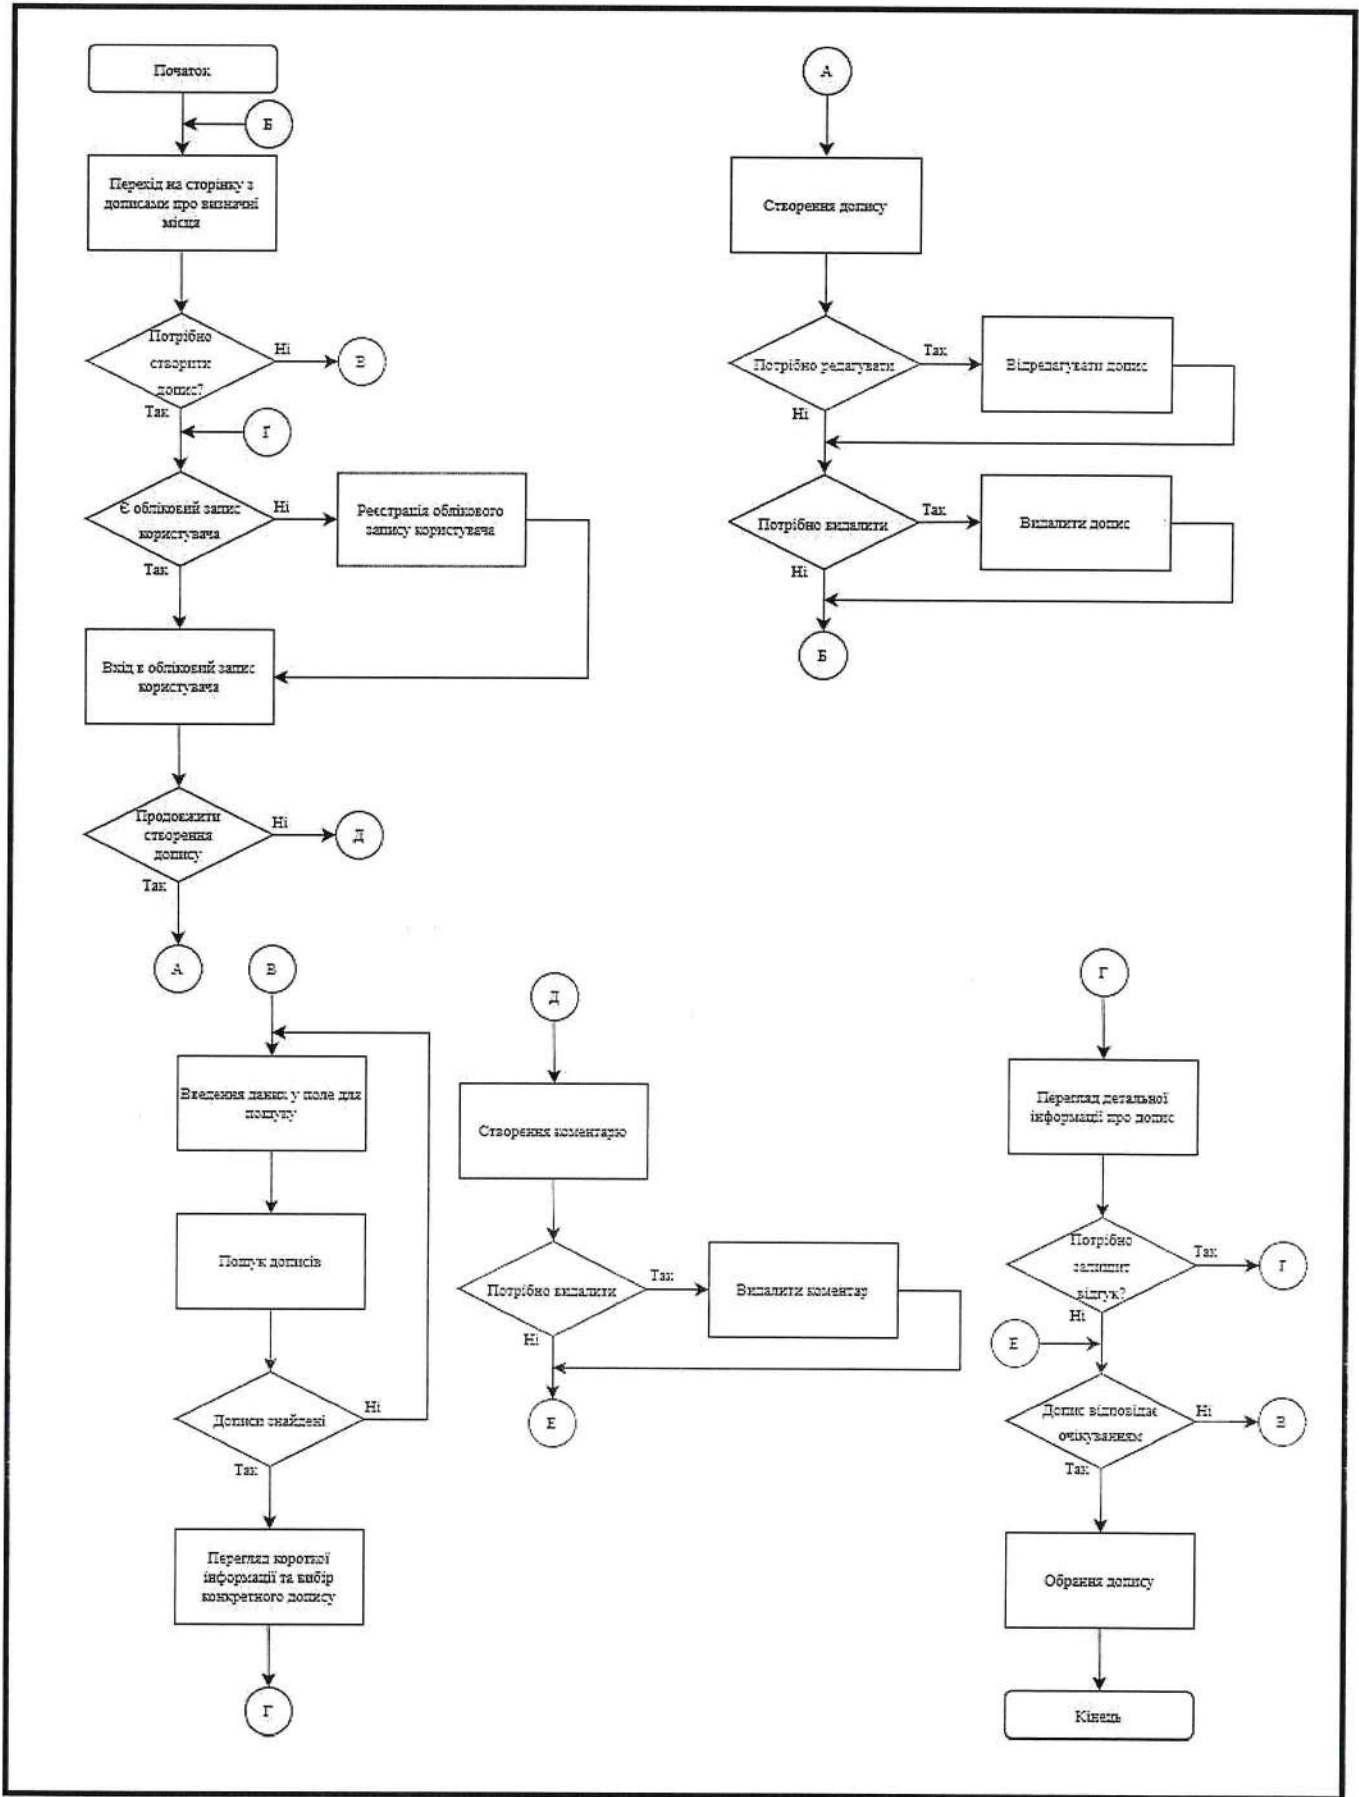 Початок
Б
Перехід на сторінку з
дописами про визначні
місця
Потрібно
створити
допис?
Ні
В
Так
Ґ
Є обліковий запис
користувача
Ні
Реєстрація облікового
запису користувача
Так
Вхід в обліковий запис
користувача
Продовжити
створення
допису
Ні
Д
Так
А
А
Створення допису
Потрібно редагувати
Так
Відредагувати допис
Ні
Потрібно видалити
Так
Видалити допис
Ні
Б
В
Введення даних у поле для
пошуку
Пошук дописів
Дописи знайдені
Ні
Так
Перегляд короткої
інформації та вибір
конкретного допису
Г
Д
Створення коментарю
Потрібно видалити
Так
Видалити коментар
Ні
Е
Г
Перегляд детальної
інформації про допис
Потрібно
залишит
відгук?
Так
Ґ
Ні
Е
Допис відповідає
очікуванням
Ні
В
Так
Обрання допису
Кінець